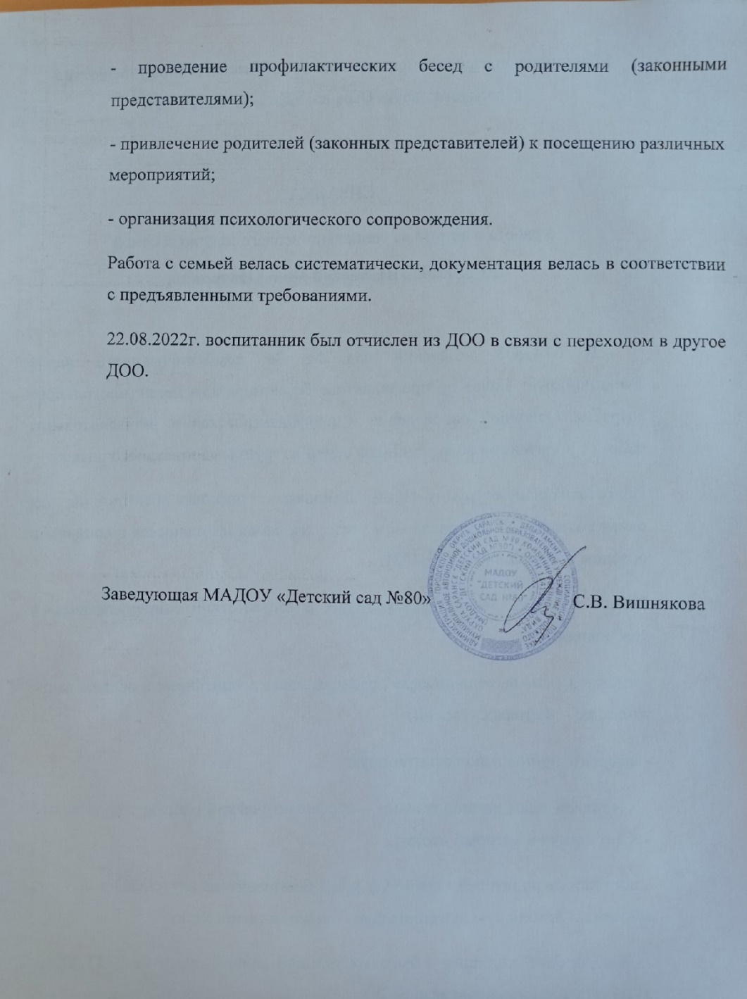 - проведение профилактических бесед с родителями (законными
представителями);
- привлечение родителей (законных представителей) к посещению различных
мероприятий;
- организация психологического сопровождения.
Работа с семьей велась систематически, документация велась в соответствии
с предъявленными требованиями.
22.08.2022г. воспитанник был отчислен из ДОО в связи с переходом в другое
ДОО.
Заведующая МАДОУ «Детский сад №80»
МАДОУ
"ДЕТСКИЙ
САД №80"
С.В. Вишнякова